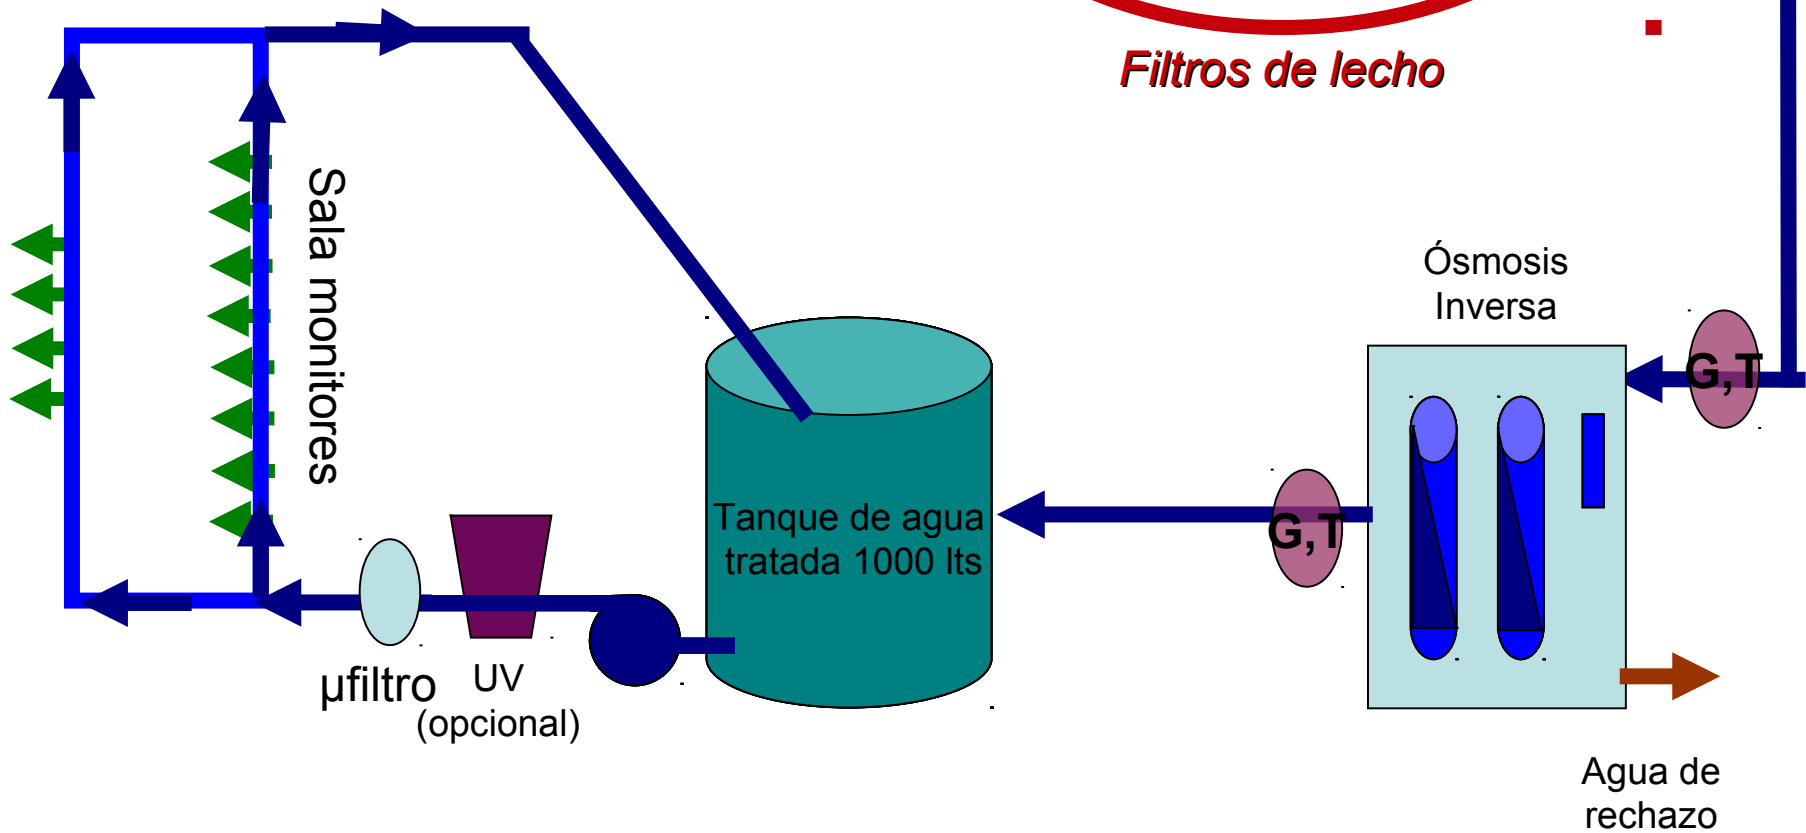 Filtros de lecho
Sala monitores
Ósmosis
Inversa
G,T
G,T
Tanque de agua
tratada 1000 lts
µfiltro
UV
(opcional)
Agua de
rechazo